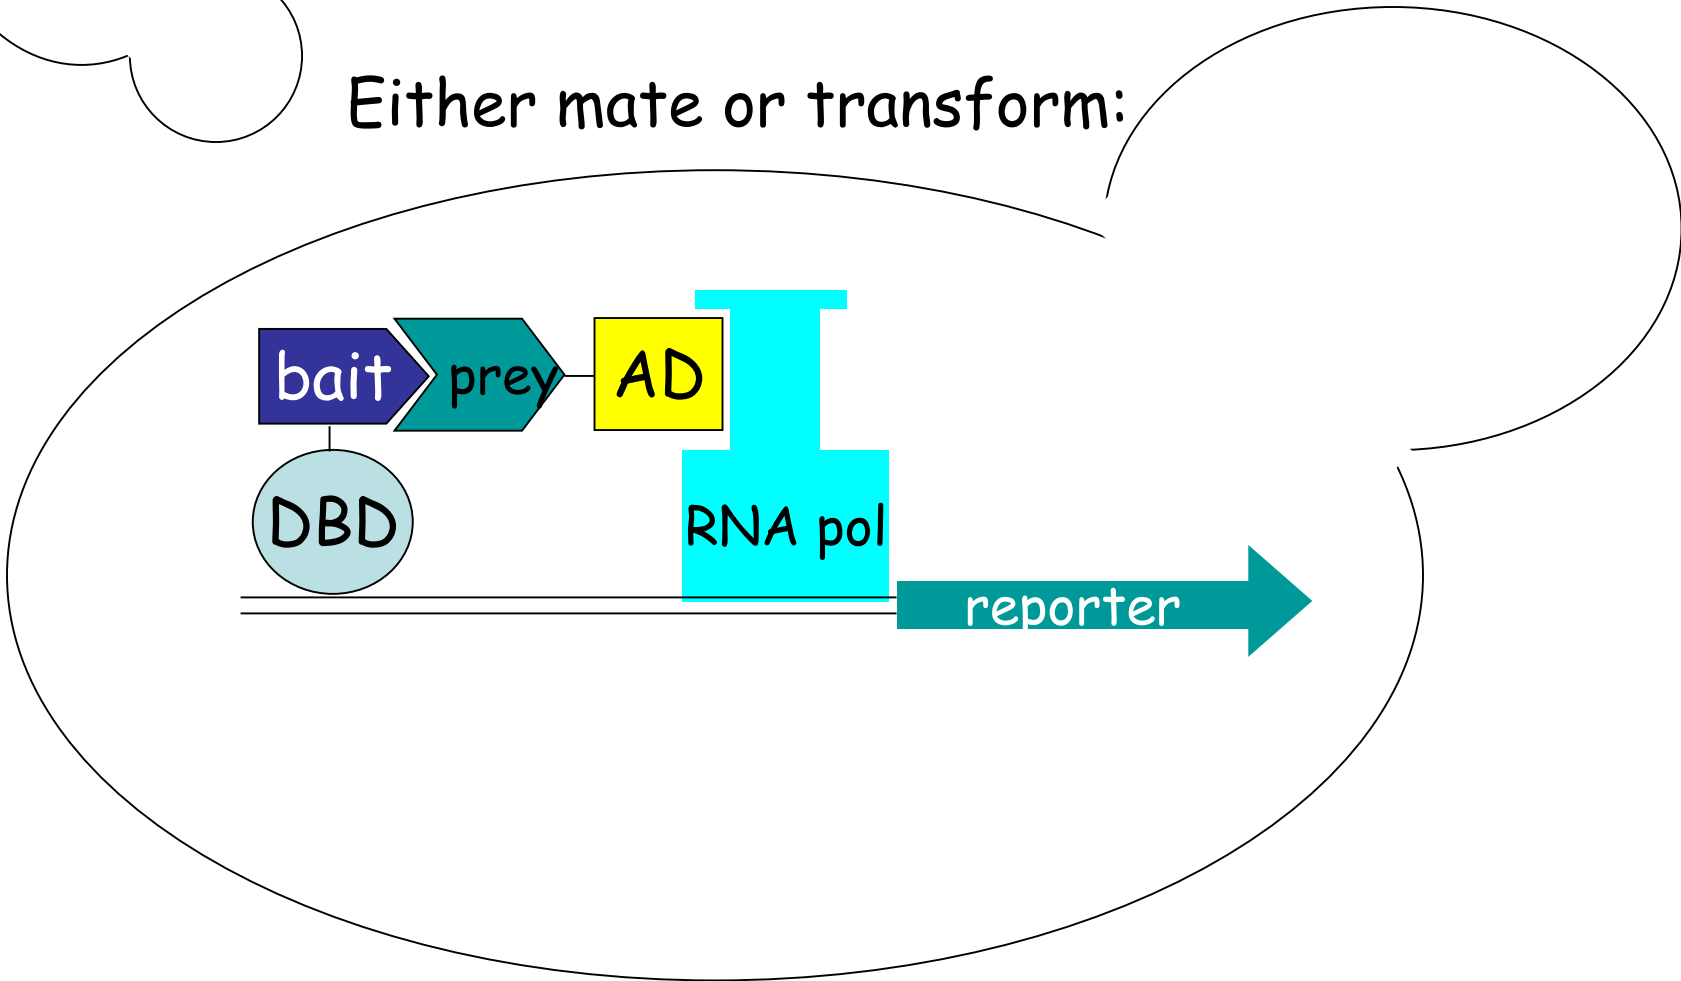 Either mate or transform:
bait
prey
AD
DBD
RNA pol
reporter